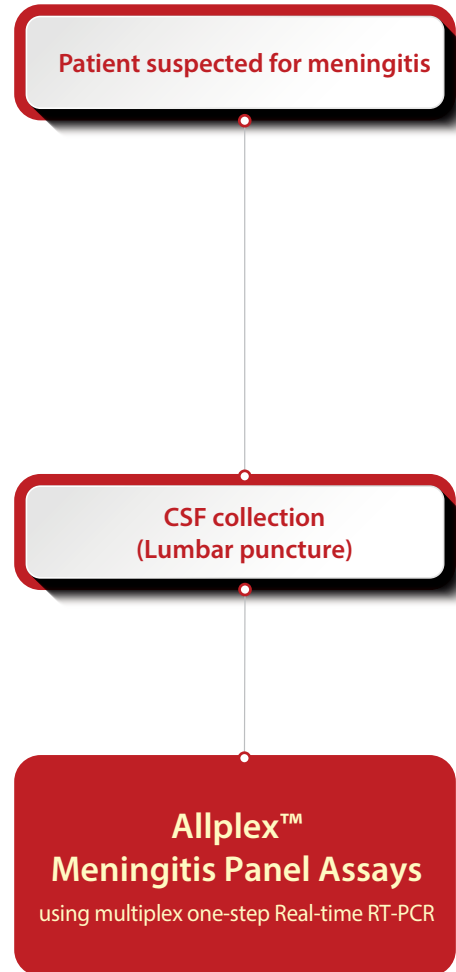 Patient suspected for meningitis
CSF collection
(Lumbar puncture)
Allplex™
Meningitis Panel Assays
using multiplex one-step Real-time RT-PCR